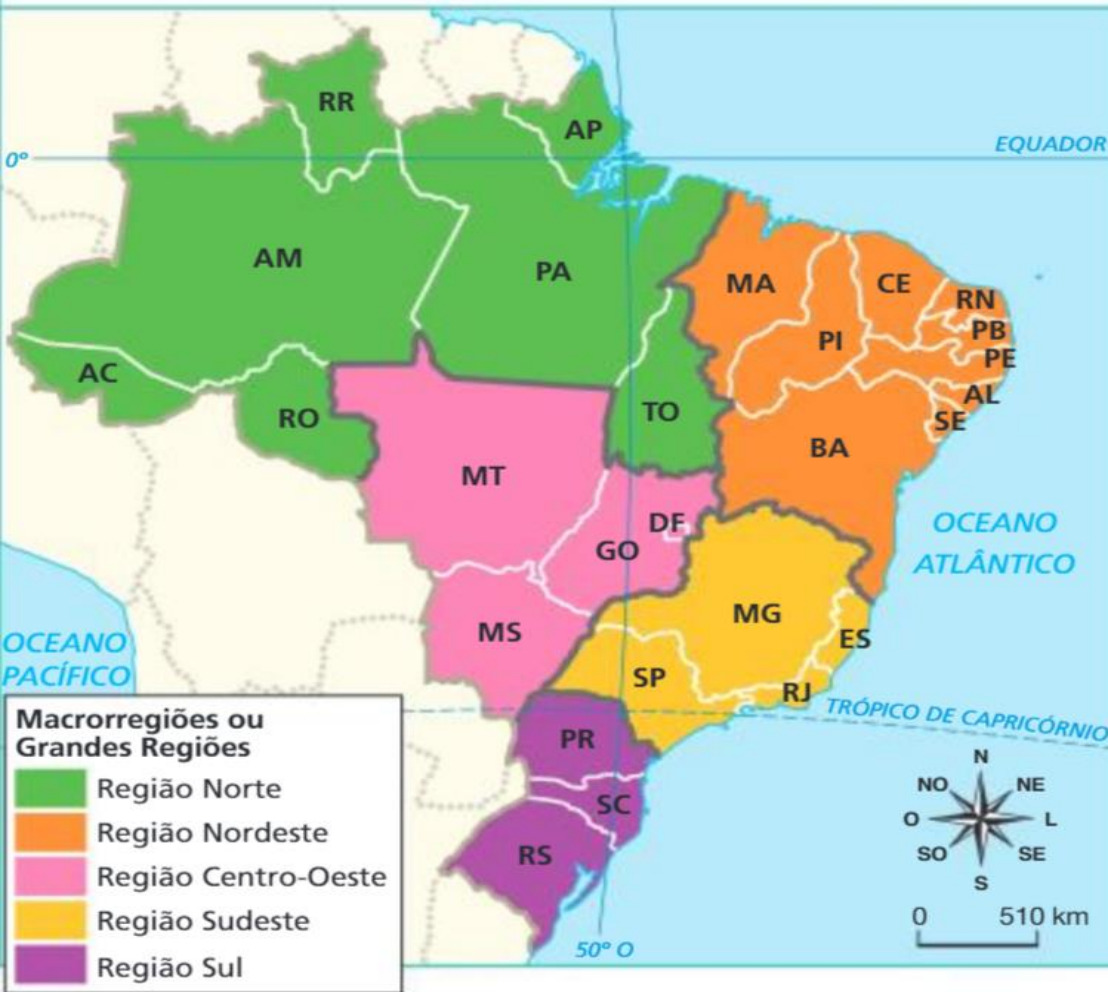 RR
AP
EQUADOR
0°
AM
PA
MA
CE
RN
PI
PB
PE
AC
AL
RO
TO
SE
BA
MT
DF
GO
OCEANO
ATLÂNTICO
MG
MS
ES
OCEANO
PACÍFICO
SP
RJ
TRÓPICO DE CAPRICÓRNIO
PR
SC
RS
Macrorregiões ou
Grandes Regiões
Região Norte
Região Nordeste
Região Centro-Oeste
Região Sudeste
Região Sul
N
NO NE
O L
SO SE
S
0 510 km
50° O